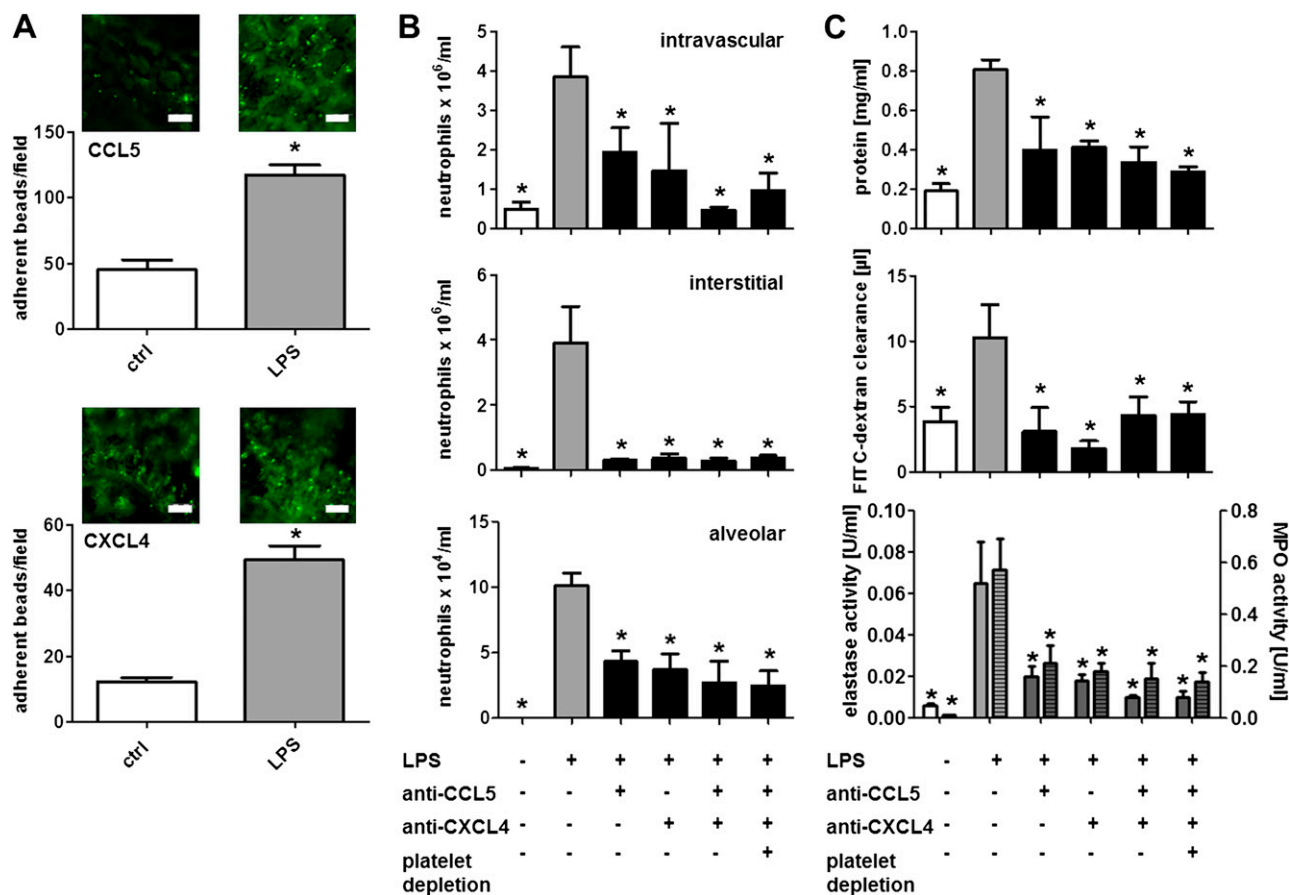 A
CCL5
adherent beads/field
150
100
50
0
*
ctrl
LPS
CXCL4
adherent beads/field
60
40
20
0
*
ctrl
LPS
B
intravascular
neutrophils x 10⁶/ml
5
4
3
2
1
0
* * * * *
interstitial
neutrophils x 10⁶/ml
6
4
2
0
* * * * *
alveolar
neutrophils x 10⁴/ml
15
10
5
0
* * * * *
LPS - + + + + +
anti-CCL5 - - + - + +
anti-CXCL4 - - - + + +
platelet - - - - - +
depletion
C
protein [mg/ml]
1.0
0.8
0.6
0.4
0.2
0.0
* * * * *
FITC-dextran clearance [µl]
15
10
5
0
* * * * *
elastase activity [U/ml]
0.10
0.08
0.06
0.04
0.02
0.00
MPO activity [U/ml]
0.8
0.6
0.4
0.2
0.0
* * * * * * * * * *
LPS - + + + + +
anti-CCL5 - - + - + +
anti-CXCL4 - - - + + +
platelet - - - - - +
depletion